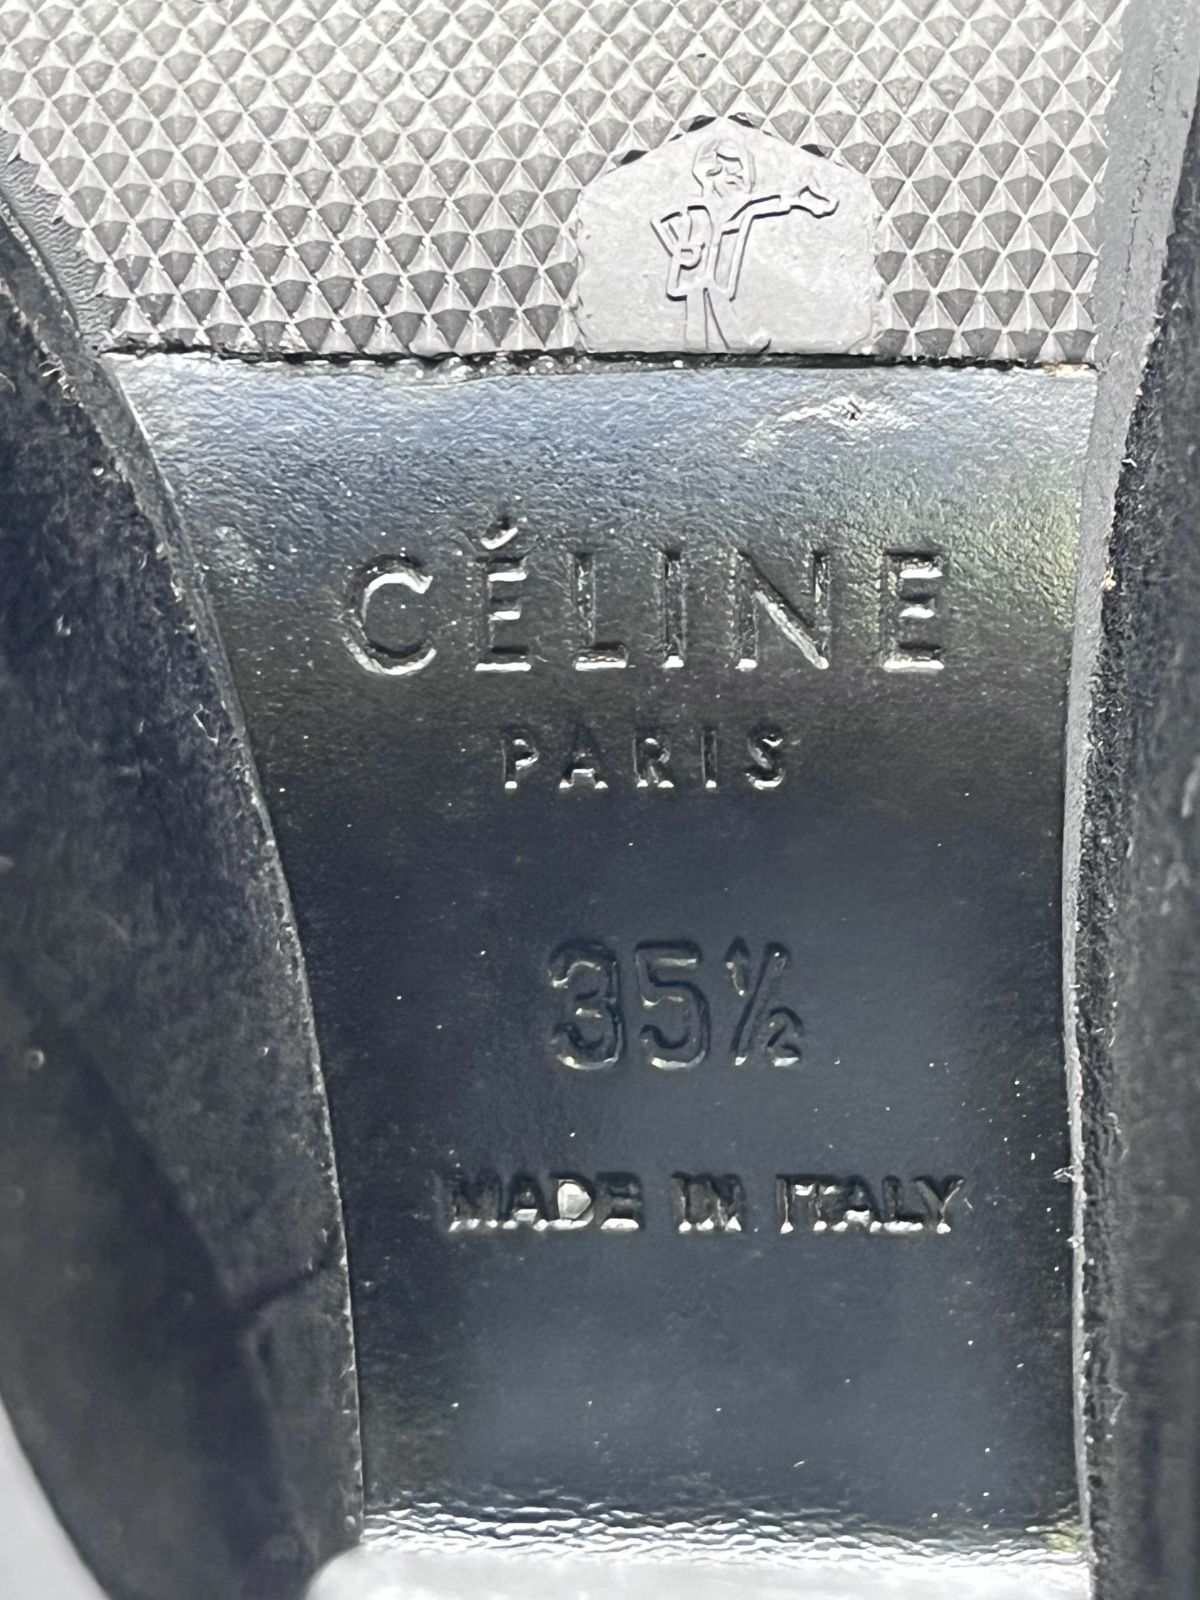 CÉLINE
PARIS
35½
MADE IN ITALY